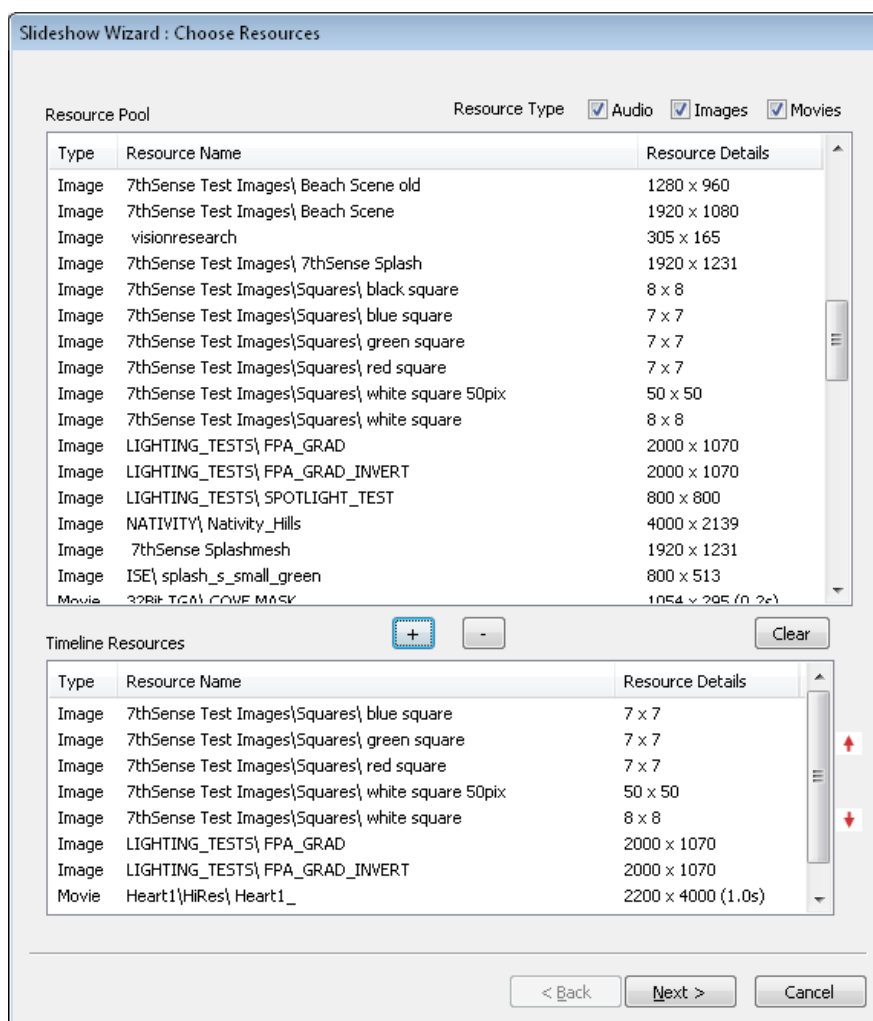 Slideshow Wizard : Choose Resources
Resource Pool Resource Type Audio Images Movies
Type Resource Name Resource Details
Image 7thSense Test Images\ Beach Scene old 1280 x 960
Image 7thSense Test Images\ Beach Scene 1920 x 1080
Image visionresearch 305 x 165
Image 7thSense Test Images\ 7thSense Splash 1920 x 1231
Image 7thSense Test Images\Squares\ black square 8 x 8
Image 7thSense Test Images\Squares\ blue square 7 x 7
Image 7thSense Test Images\Squares\ green square 7 x 7
Image 7thSense Test Images\Squares\ red square 7 x 7
Image 7thSense Test Images\Squares\ white square 50pix 50 x 50
Image 7thSense Test Images\Squares\ white square 8 x 8
Image LIGHTING_TESTS\ FPA_GRAD 2000 x 1070
Image LIGHTING_TESTS\ FPA_GRAD_INVERT 2000 x 1070
Image LIGHTING_TESTS\ SPOTLIGHT_TEST 800 x 800
Image NATIVITY\ Nativity_Hills 4000 x 2139
Image 7thSense Splashmesh 1920 x 1231
Image ISE\ splash_s_small_green 800 x 513
Movie 32Bit TGA\ COVE MASK 1054 x 295 (0.2s)
Timeline Resources + - Clear
Type Resource Name Resource Details
Image 7thSense Test Images\Squares\ blue square 7 x 7
Image 7thSense Test Images\Squares\ green square 7 x 7
Image 7thSense Test Images\Squares\ red square 7 x 7
Image 7thSense Test Images\Squares\ white square 50pix 50 x 50
Image 7thSense Test Images\Squares\ white square 8 x 8
Image LIGHTING_TESTS\ FPA_GRAD 2000 x 1070
Image LIGHTING_TESTS\ FPA_GRAD_INVERT 2000 x 1070
Movie Heart1\HiRes\ Heart1_ 2200 x 4000 (1.0s)
< Back Next > Cancel